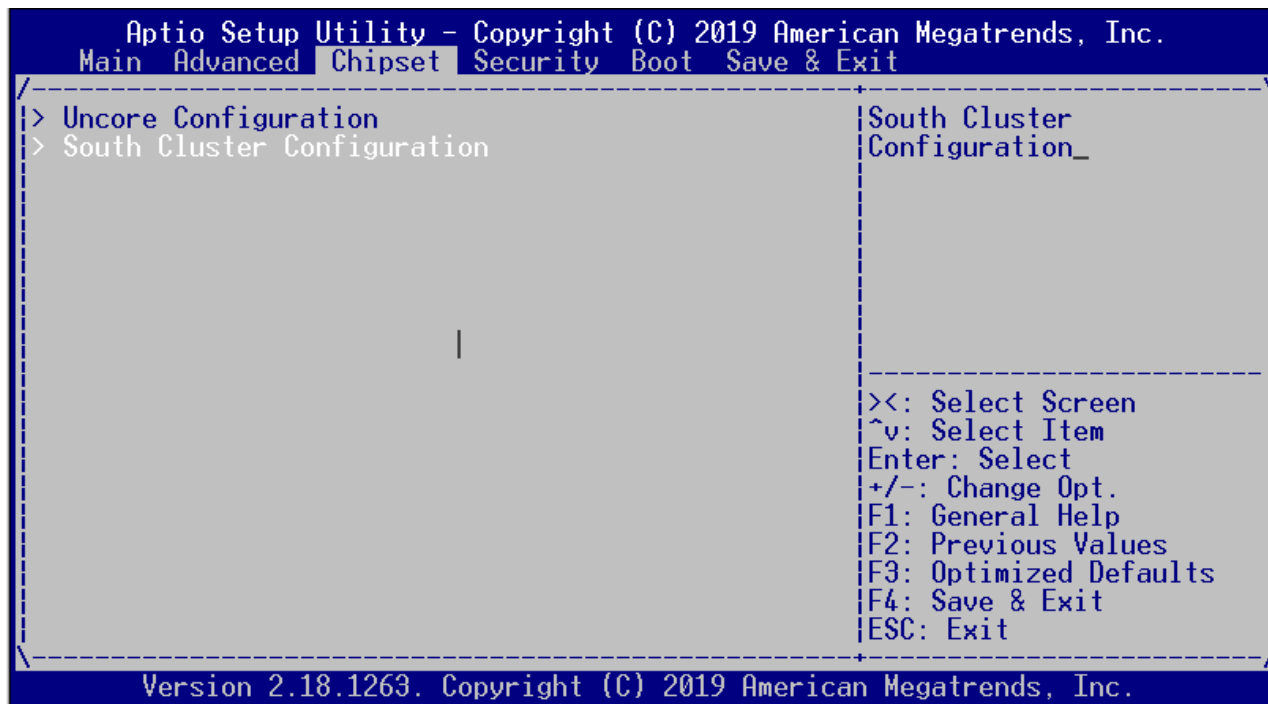 Aptio Setup Utility - Copyright (C) 2019 American Megatrends, Inc.
Main Advanced Chipset Security Boot Save & Exit
> Uncore Configuration
> South Cluster Configuration
South Cluster
Configuration_
><: Select Screen
^v: Select Item
Enter: Select
+/-: Change Opt.
F1: General Help
F2: Previous Values
F3: Optimized Defaults
F4: Save & Exit
ESC: Exit
Version 2.18.1263. Copyright (C) 2019 American Megatrends, Inc.